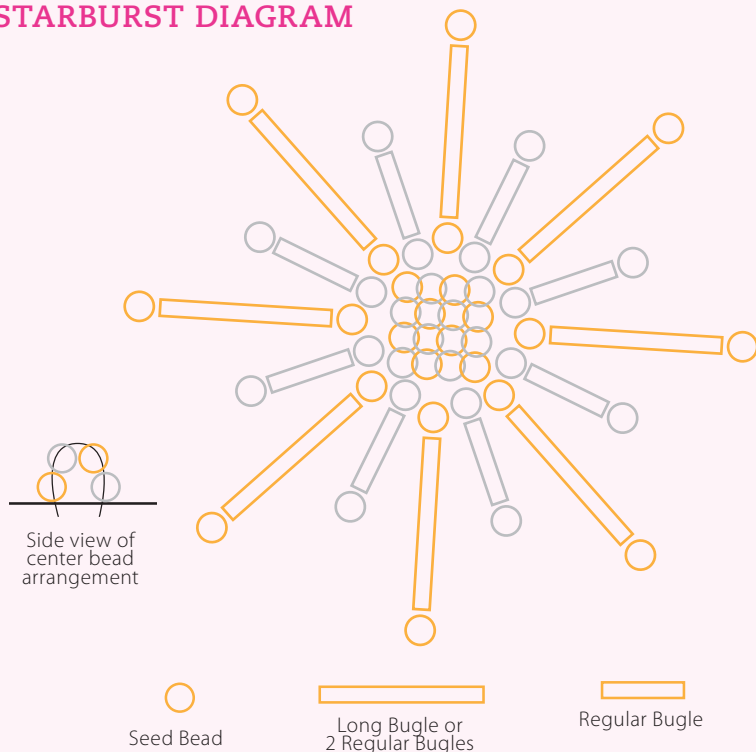 STARBURST DIAGRAM
Side view of
center bead
arrangement
Seed Bead
Long Bugle or
2 Regular Bugles
Regular Bugle